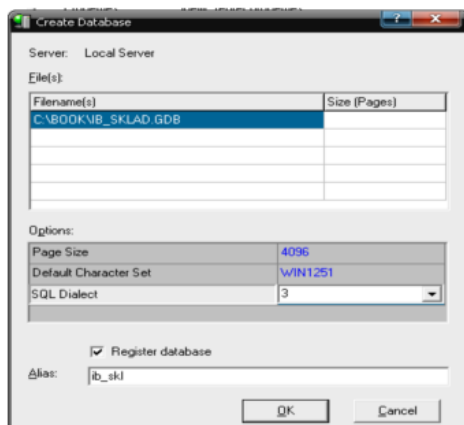 Create Database
Server: Local Server
File(s):
Filename(s) Size (Pages)
C:\BOOK\IB_SKLAD.GDB
Options:
Page Size 4096
Default Character Set WIN1251
SQL Dialect 3
Register database
Alias: ib_skl
OK Cancel